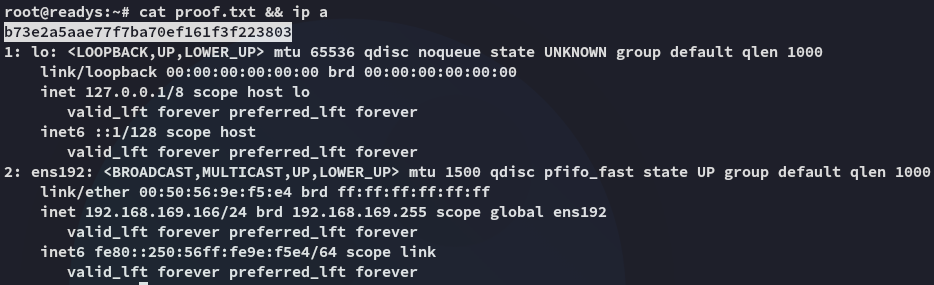 root@readys:~# cat proof.txt && ip a
b73e2a5aae77f7ba70ef161f3f223803
1: lo: <LOOPBACK,UP,LOWER_UP> mtu 65536 qdisc noqueue state UNKNOWN group default qlen 1000
link/loopback 00:00:00:00:00:00 brd 00:00:00:00:00:00
inet 127.0.0.1/8 scope host lo
valid_lft forever preferred_lft forever
inet6 ::1/128 scope host
valid_lft forever preferred_lft forever
2: ens192: <BROADCAST,MULTICAST,UP,LOWER_UP> mtu 1500 qdisc pfifo_fast state UP group default qlen 1000
link/ether 00:50:56:9e:f5:e4 brd ff:ff:ff:ff:ff:ff
inet 192.168.169.166/24 brd 192.168.169.255 scope global ens192
valid_lft forever preferred_lft forever
inet6 fe80::250:56ff:fe9e:f5e4/64 scope link
valid_lft forever preferred_lft forever